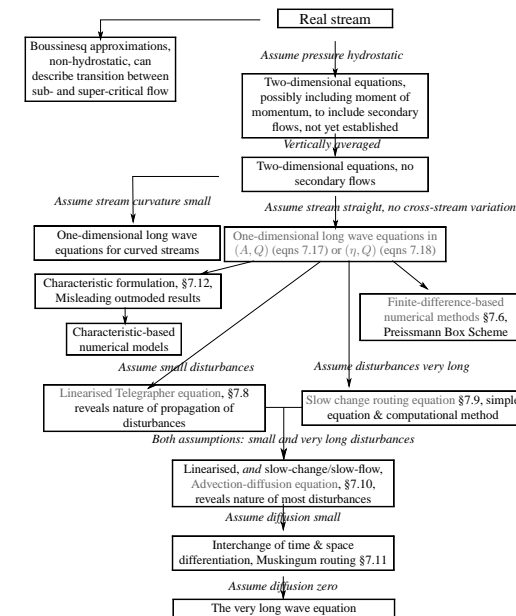 Real stream
Boussinesq approximations,
non-hydrostatic, can
describe transition between
sub- and super-critical flow
Assume pressure hydrostatic
Two-dimensional equations,
possibly including moment of
momentum, to include secondary
flows, not yet established
Vertically averaged
Two-dimensional equations, no
secondary flows
Assume stream curvature small
Assume stream straight, no cross-stream variation
One-dimensional long wave
equations for curved streams
One-dimensional long wave equations in
(A, Q) (eqns 7.17) or (η, Q) (eqns 7.18)
Characteristic formulation, §7.12,
Misleading outmoded results
Characteristic-based
numerical models
Finite-difference-based
numerical methods §7.6,
Preissmann Box Scheme
Assume small disturbances
Assume disturbances very long
Linearised Telegrapher equation, §7.8
reveals nature of propagation of
disturbances
Slow change routing equation §7.9, simple
equation & computational method
Both assumptions: small and very long disturbances
Linearised, and slow-change/slow-flow,
Advection-diffusion equation, §7.10,
reveals nature of most disturbances
Assume diffusion small
Interchange of time & space
differentiation, Muskingum routing §7.11
Assume diffusion zero
The very long wave equation